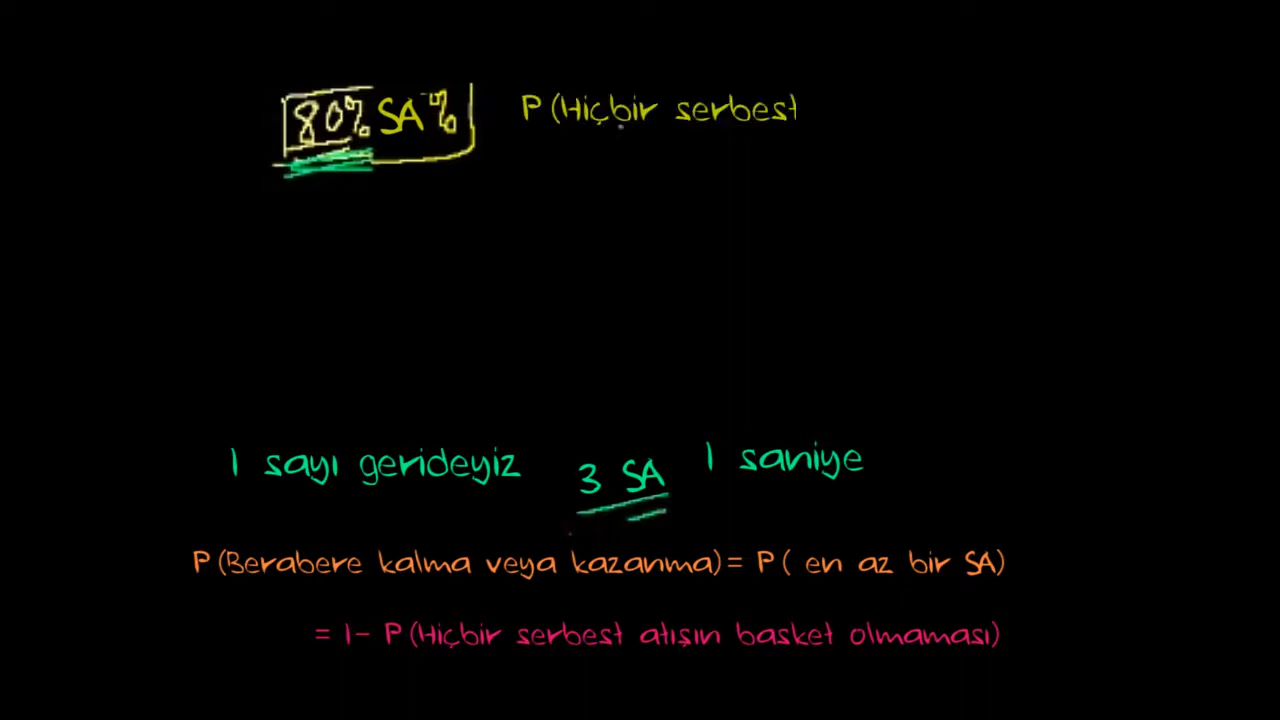 80% SA% P(Hiçbir serbest
1 sayı gerideyiz 3 SA 1 saniye
P(Berabere kalma veya kazanma)= P( en az bir SA)
= 1- P(Hiçbir serbest atışın basket olmaması)